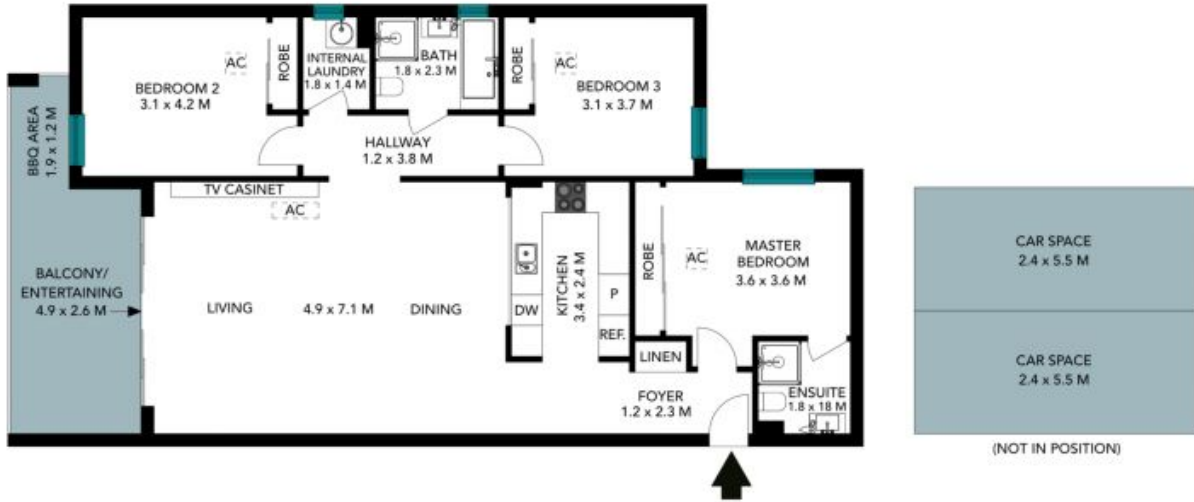 BEDROOM 2
3.1 x 4.2 M
AC
ROBE
INTERNAL
LAUNDRY
1.8 x 1.4 M
BATH
1.8 x 2.3 M
ROBE
AC
BEDROOM 3
3.1 x 3.7 M
BBQ AREA
1.9 x 1.2 M
HALLWAY
1.2 x 3.8 M
TV CASINET
AC
BALCONY/
ENTERTAINING
4.9 x 2.6 M
LIVING
4.9 x 7.1 M
DINING
DW
KITCHEN
3.4 x 2.4 M
P
REF.
ROBE
AC
MASTER
BEDROOM
3.6 x 3.6 M
LINEN
FOYER
1.2 x 2.3 M
ENSUITE
1.8 x 18 M
CAR SPACE
2.4 x 5.5 M
CAR SPACE
2.4 x 5.5 M
(NOT IN POSITION)